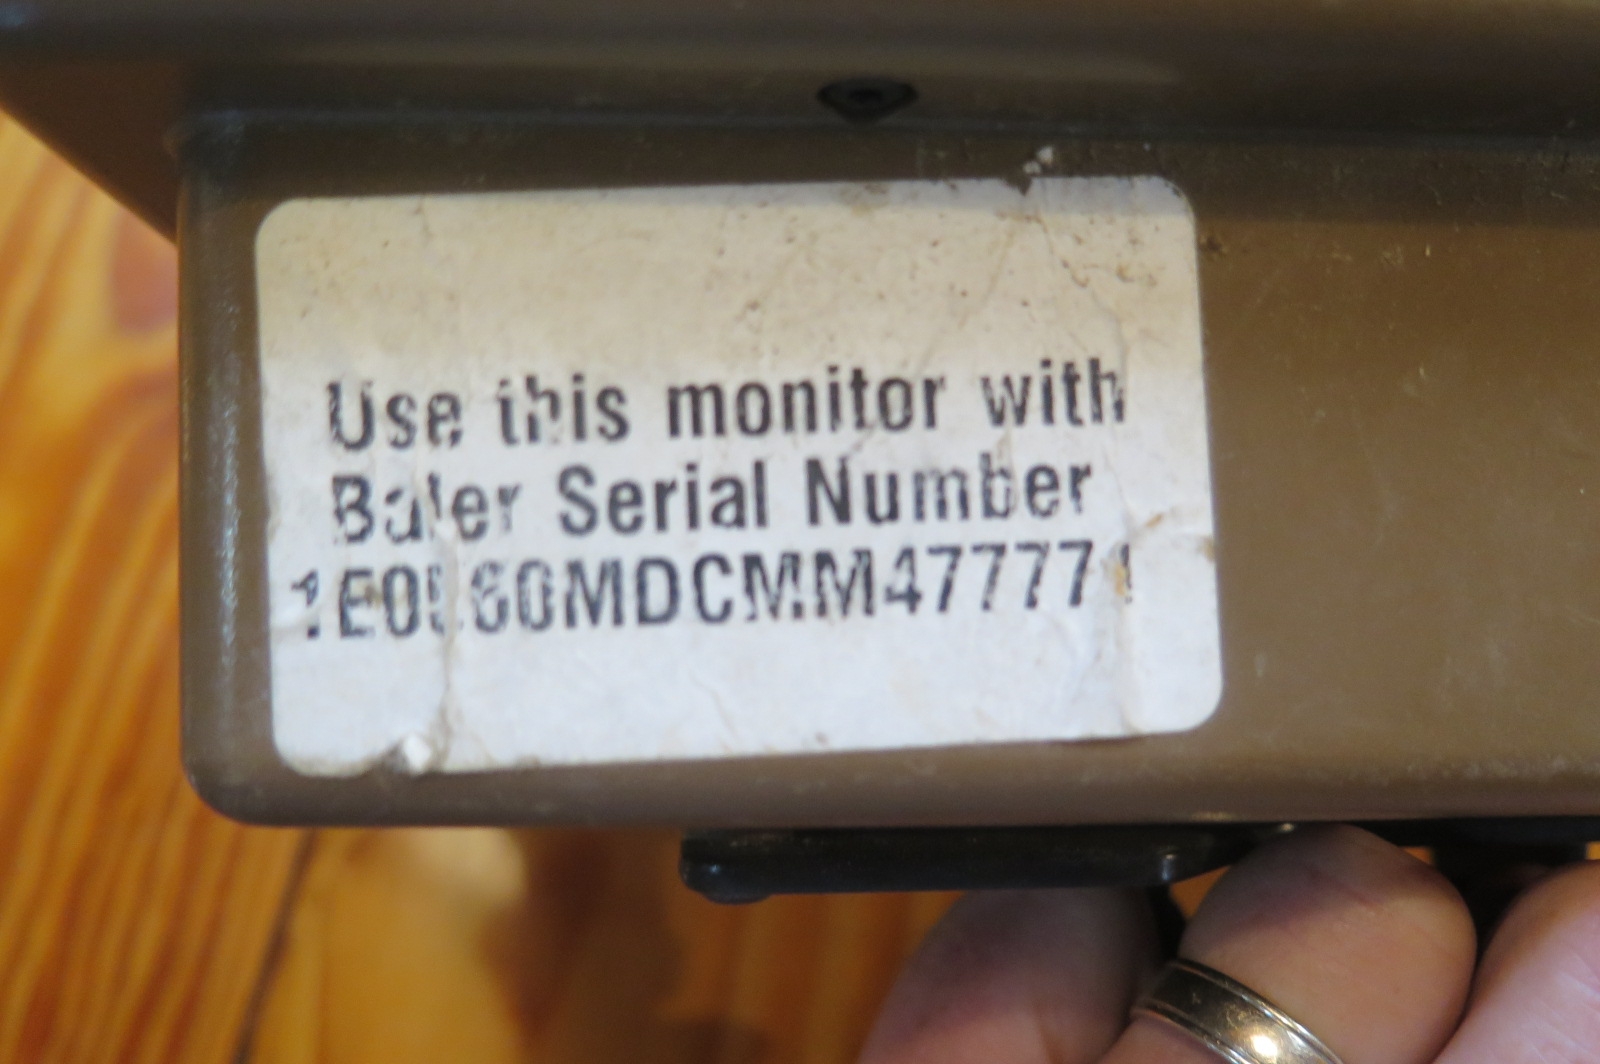 Use this monitor with
Baler Serial Number